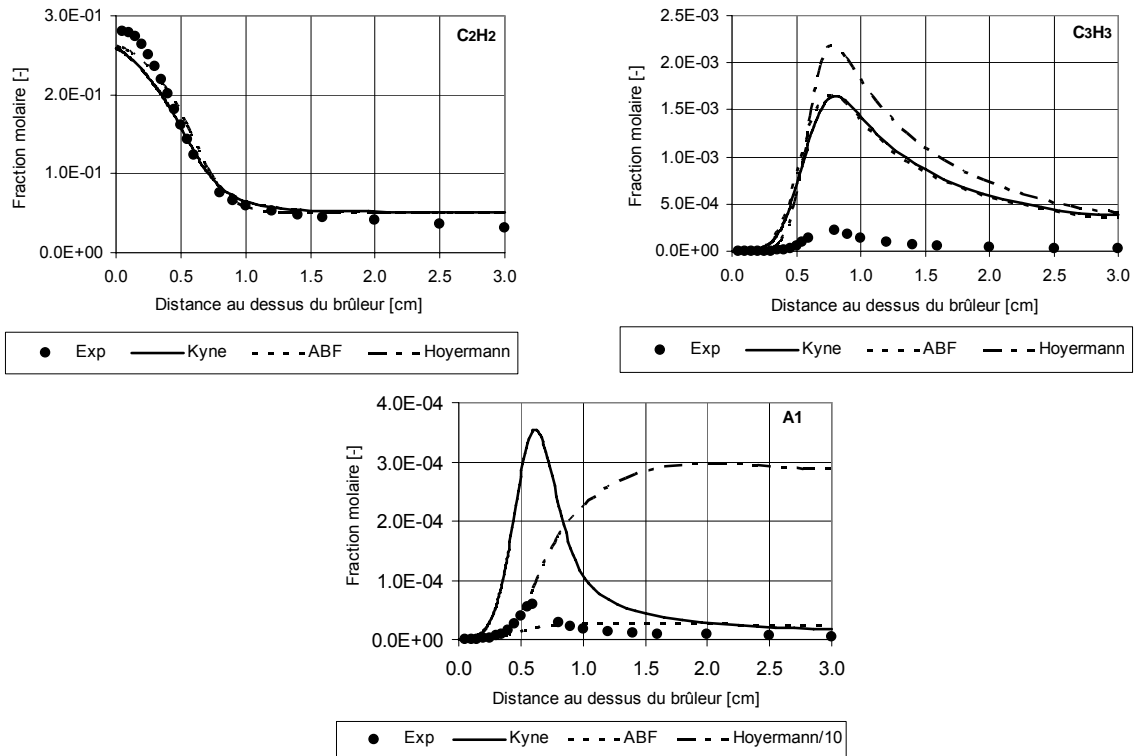 C2H2
Fraction molaire [-]
3.0E-01
2.0E-01
1.0E-01
0.0E+00
0.0 0.5 1.0 1.5 2.0 2.5 3.0
Distance au dessus du brûleur [cm]
Exp Kyne ABF Hoyermann
C3H3
Fraction molaire [-]
2.5E-03
2.0E-03
1.5E-03
1.0E-03
5.0E-04
0.0E+00
0.0 0.5 1.0 1.5 2.0 2.5 3.0
Distance au dessus du brûleur [cm]
Exp Kyne ABF Hoyermann
A1
Fraction molaire [-]
4.0E-04
3.0E-04
2.0E-04
1.0E-04
0.0E+00
0.0 0.5 1.0 1.5 2.0 2.5 3.0
Distance au dessus du brûleur [cm]
Exp Kyne ABF Hoyermann/10